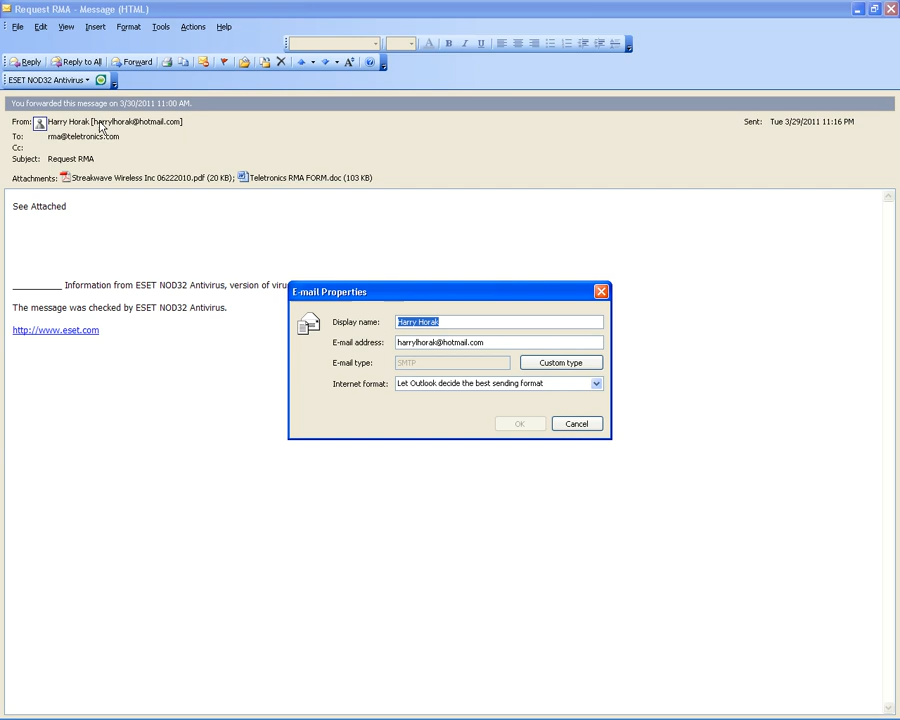 Request RMA - Message (HTML)
File Edit View Insert Format Tools Actions Help
Reply Reply to All Forward
ESET NOD32 Antivirus
You forwarded this message on 3/30/2011 11:00 AM.
From: Harry Horak [harrylhorak@hotmail.com] Sent: Tue 3/29/2011 11:16 PM
To: rma@teletronics.com
Cc:
Subject: Request RMA
Attachments: Streakwave Wireless Inc 06222010.pdf (20 KB); Teletronics RMA FORM.doc (103 KB)
See Attached
__________ Information from ESET NOD32 Antivirus, version of viru
The message was checked by ESET NOD32 Antivirus.
http://www.eset.com
E-mail Properties
Display name: Harry Horak
E-mail address: harrylhorak@hotmail.com
E-mail type: SMTP Custom type
Internet format: Let Outlook decide the best sending format
OK Cancel